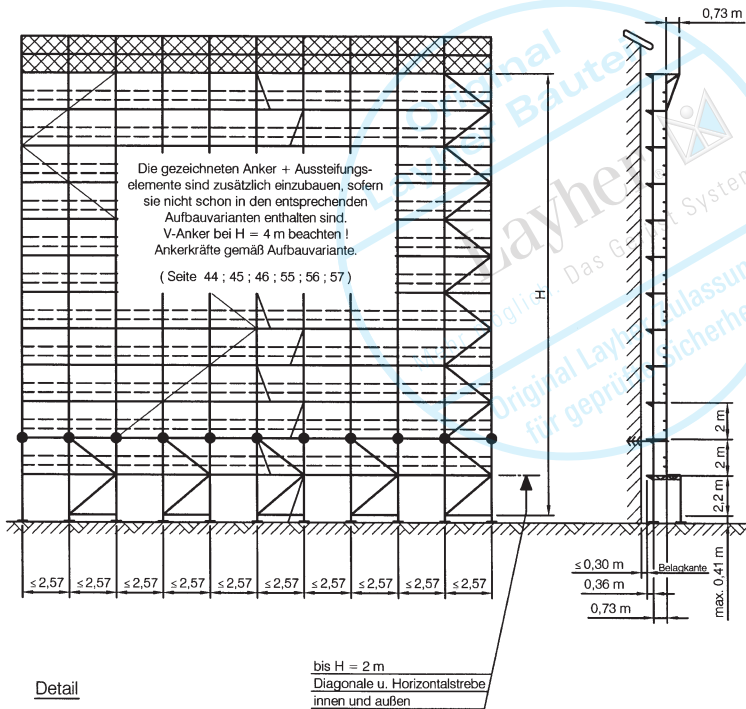 0,73 m
Original
Layher Bauteile
Layher
Mehr möglich. Das Gerüst System.
Original Layher Zulassung
für geprüfte Sicherheit
Die gezeichneten Anker + Aussteifungs-
elemente sind zusätzlich einzubauen, sofern
sie nicht schon in den entsprechenden
Aufbauvarianten enthalten sind.
V-Anker bei H = 4 m beachten !
Ankerkräfte gemäß Aufbauvariante.
( Seite 44 ; 45 ; 46 ; 55 ; 56 ; 57 )
H
2 m
2 m
2,2 m
max. 0,41 m
≤ 0,30 m
Belagkante
0,36 m
0,73 m
≤ 2,57 ≤ 2,57 ≤ 2,57 ≤ 2,57 ≤ 2,57 ≤ 2,57 ≤ 2,57 ≤ 2,57 ≤ 2,57 ≤ 2,57
bis H = 2 m
Diagonale u. Horizontalstrebe
innen und außen
Detail